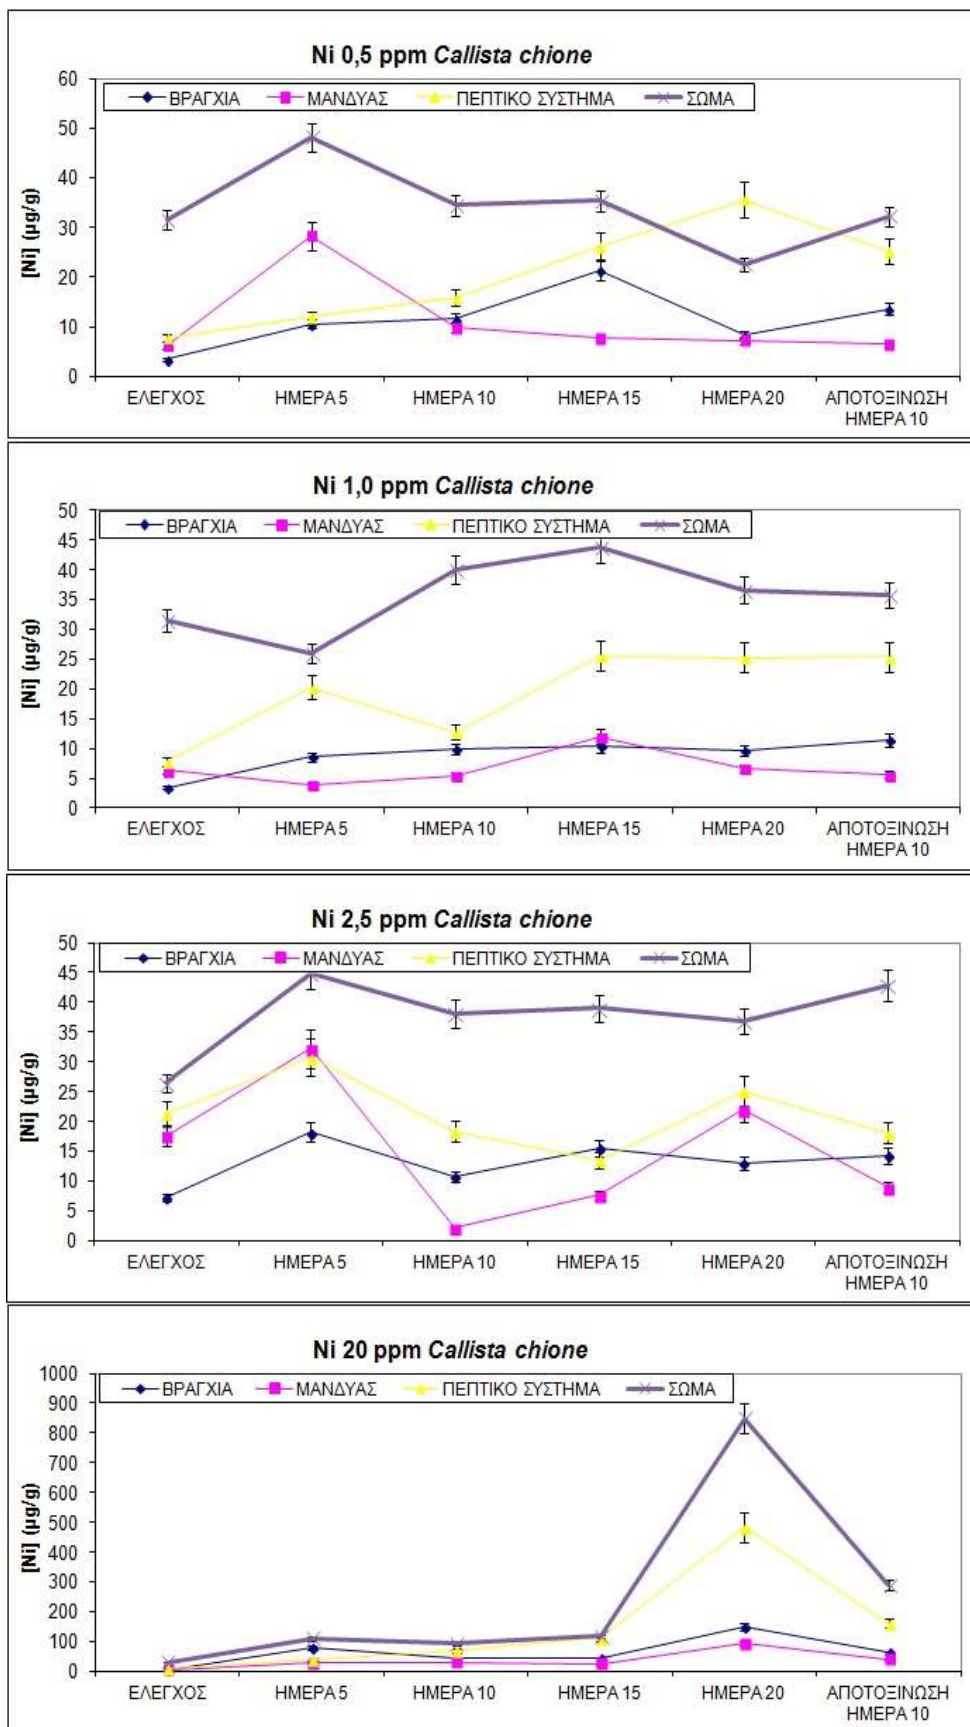 Ni 0,5 ppm Callista chione
60
ΒΡΑΓΧΙΑ ΜΑΝΔΥΑΣ ΠΕΠΤΙΚΟ ΣΥΣΤΗΜΑ ΣΩΜΑ
50
40
30
20
10
0
[Ni] (μg/g)
ΕΛΕΓΧΟΣ ΗΜΕΡΑ 5 ΗΜΕΡΑ 10 ΗΜΕΡΑ 15 ΗΜΕΡΑ 20 ΑΠΟΤΟΞΙΝΩΣΗ
ΗΜΕΡΑ 10
Ni 1,0 ppm Callista chione
50
ΒΡΑΓΧΙΑ ΜΑΝΔΥΑΣ ΠΕΠΤΙΚΟ ΣΥΣΤΗΜΑ ΣΩΜΑ
45
40
35
30
25
20
15
10
5
0
[Ni] (μg/g)
ΕΛΕΓΧΟΣ ΗΜΕΡΑ 5 ΗΜΕΡΑ 10 ΗΜΕΡΑ 15 ΗΜΕΡΑ 20 ΑΠΟΤΟΞΙΝΩΣΗ
ΗΜΕΡΑ 10
Ni 2,5 ppm Callista chione
50
ΒΡΑΓΧΙΑ ΜΑΝΔΥΑΣ ΠΕΠΤΙΚΟ ΣΥΣΤΗΜΑ ΣΩΜΑ
45
40
35
30
25
20
15
10
5
0
[Ni] (μg/g)
ΕΛΕΓΧΟΣ ΗΜΕΡΑ 5 ΗΜΕΡΑ 10 ΗΜΕΡΑ 15 ΗΜΕΡΑ 20 ΑΠΟΤΟΞΙΝΩΣΗ
ΗΜΕΡΑ 10
Ni 20 ppm Callista chione
1000
ΒΡΑΓΧΙΑ ΜΑΝΔΥΑΣ ΠΕΠΤΙΚΟ ΣΥΣΤΗΜΑ ΣΩΜΑ
900
800
700
600
500
400
300
200
100
0
[Ni] (μg/g)
ΕΛΕΓΧΟΣ ΗΜΕΡΑ 5 ΗΜΕΡΑ 10 ΗΜΕΡΑ 15 ΗΜΕΡΑ 20 ΑΠΟΤΟΞΙΝΩΣΗ
ΗΜΕΡΑ 10